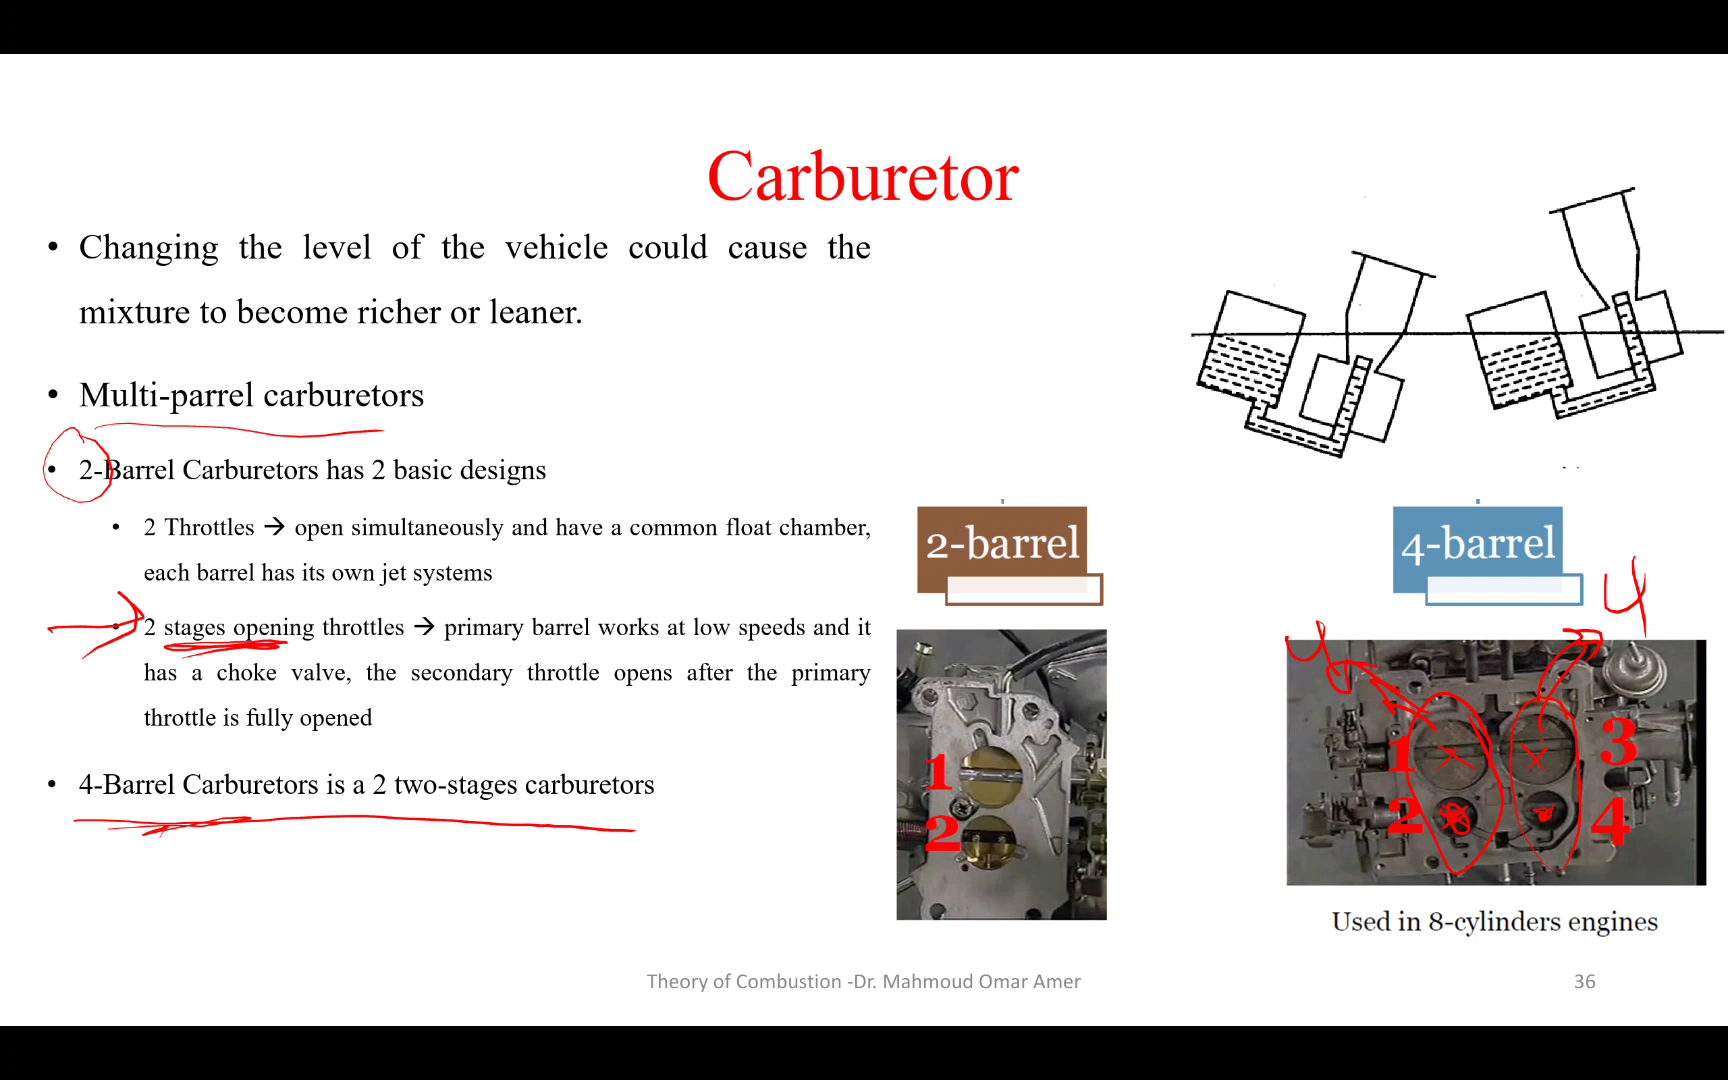 Carburetor
• Changing the level of the vehicle could cause the
mixture to become richer or leaner.
• Multi-parrel carburetors
• 2-Barrel Carburetors has 2 basic designs
• 2 Throttles → open simultaneously and have a common float chamber,
each barrel has its own jet systems
• 2 stages opening throttles → primary barrel works at low speeds and it
has a choke valve, the secondary throttle opens after the primary
throttle is fully opened
• 4-Barrel Carburetors is a 2 two-stages carburetors
2-barrel
1
2
4-barrel
4
4
1
3
2
4
Used in 8-cylinders engines
Theory of Combustion -Dr. Mahmoud Omar Amer
36